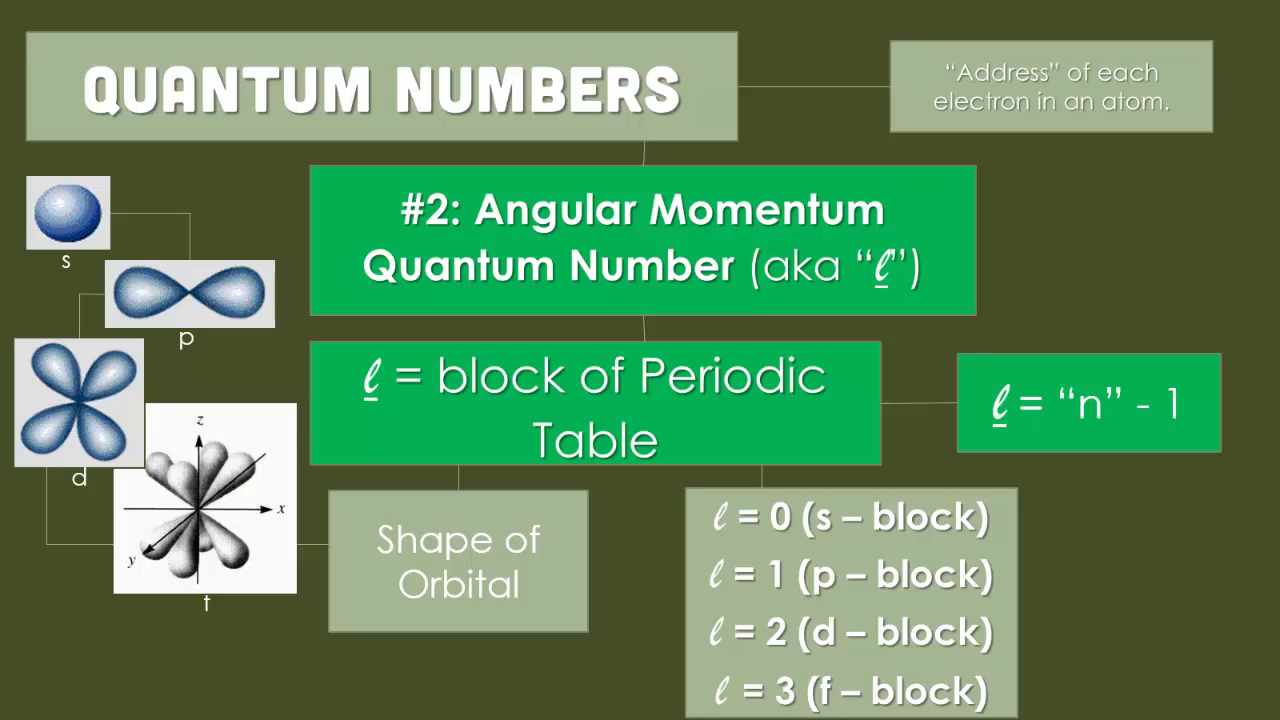 QUANTUM NUMBERS
“Address” of each
electron in an atom.
#2: Angular Momentum
Quantum Number (aka “ℓ”)
ℓ = block of Periodic
Table
ℓ = “n” - 1
s
p
d
z
x
y
t
Shape of
Orbital
ℓ = 0 (s – block)
ℓ = 1 (p – block)
ℓ = 2 (d – block)
ℓ = 3 (f – block)